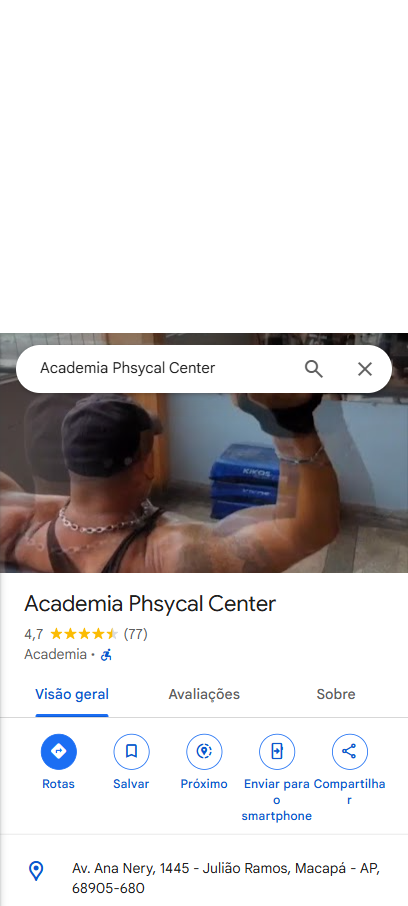 Academia Phsycal Center
KIKOS
Academia Phsycal Center
4,7 (77)
Academia •
Visão geral Avaliações Sobre
Rotas Salvar Próximo Enviar para o smartphone Compartilhar
Av. Ana Nery, 1445 - Julião Ramos, Macapá - AP,
68905-680